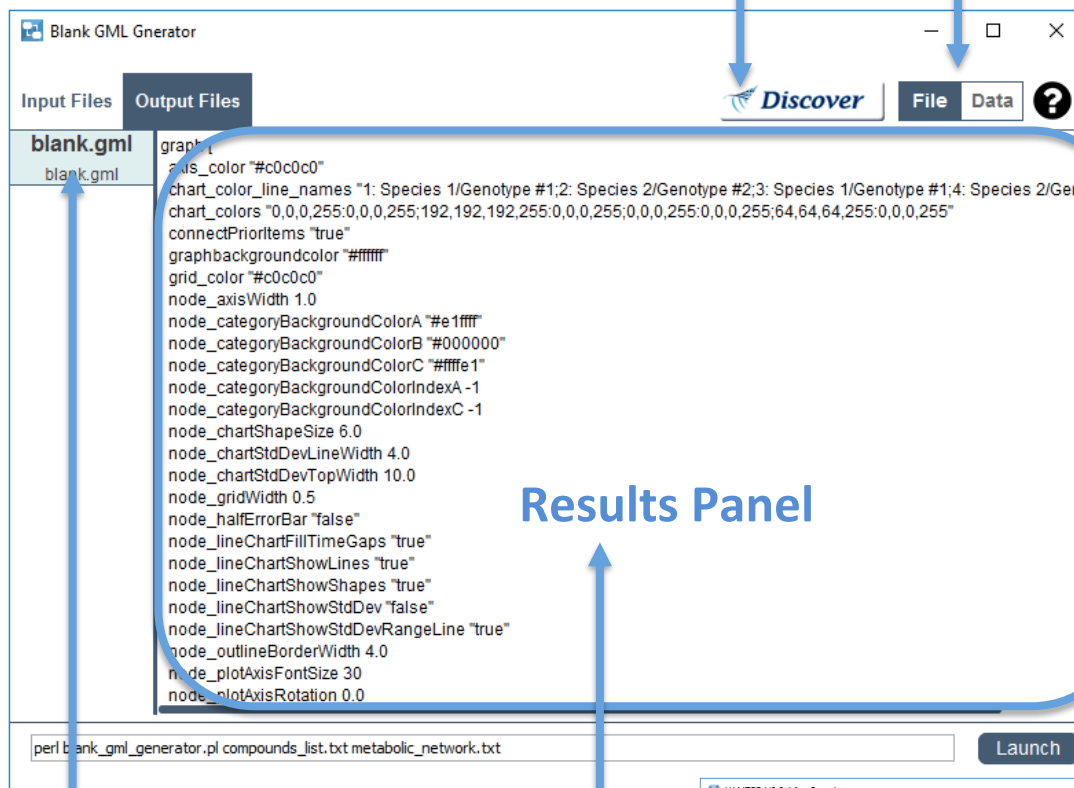 Blank GML Gnerator
Input Files Output Files Discover File Data ?
blank.gml
blank.gml
graph [
axis_color "#c0c0c0"
chart_color_line_names "1: Species 1/Genotype #1;2: Species 2/Genotype #2;3: Species 1/Genotype #1;4: Species 2/Ge
chart_colors "0,0,0,255:0,0,0,255;192,192,192,255:0,0,0,255;0,0,0,255:0,0,0,255;64,64,64,255:0,0,0,255"
connectPriorItems "true"
graphbackgroundcolor "#ffffff"
grid_color "#c0c0c0"
node_axisWidth 1.0
node_categoryBackgroundColorA "#e1ffff"
node_categoryBackgroundColorB "#000000"
node_categoryBackgroundColorC "#ffffe1"
node_categoryBackgroundColorIndexA -1
node_categoryBackgroundColorIndexC -1
node_chartShapeSize 6.0
node_chartStdDevLineWidth 4.0
node_chartStdDevTopWidth 10.0
node_gridWidth 0.5
node_halfErrorBar "false"
Results Panel
node_lineChartFillTimeGaps "true"
node_lineChartShowLines "true"
node_lineChartShowShapes "true"
node_lineChartShowStdDev "false"
node_lineChartShowStdDevRangeLine "true"
node_outlineBorderWidth 4.0
node_plotAxisFontSize 30
node_plotAxisRotation 0.0
perl blank_gml_generator.pl compounds_list.txt metabolic_network.txt Launch